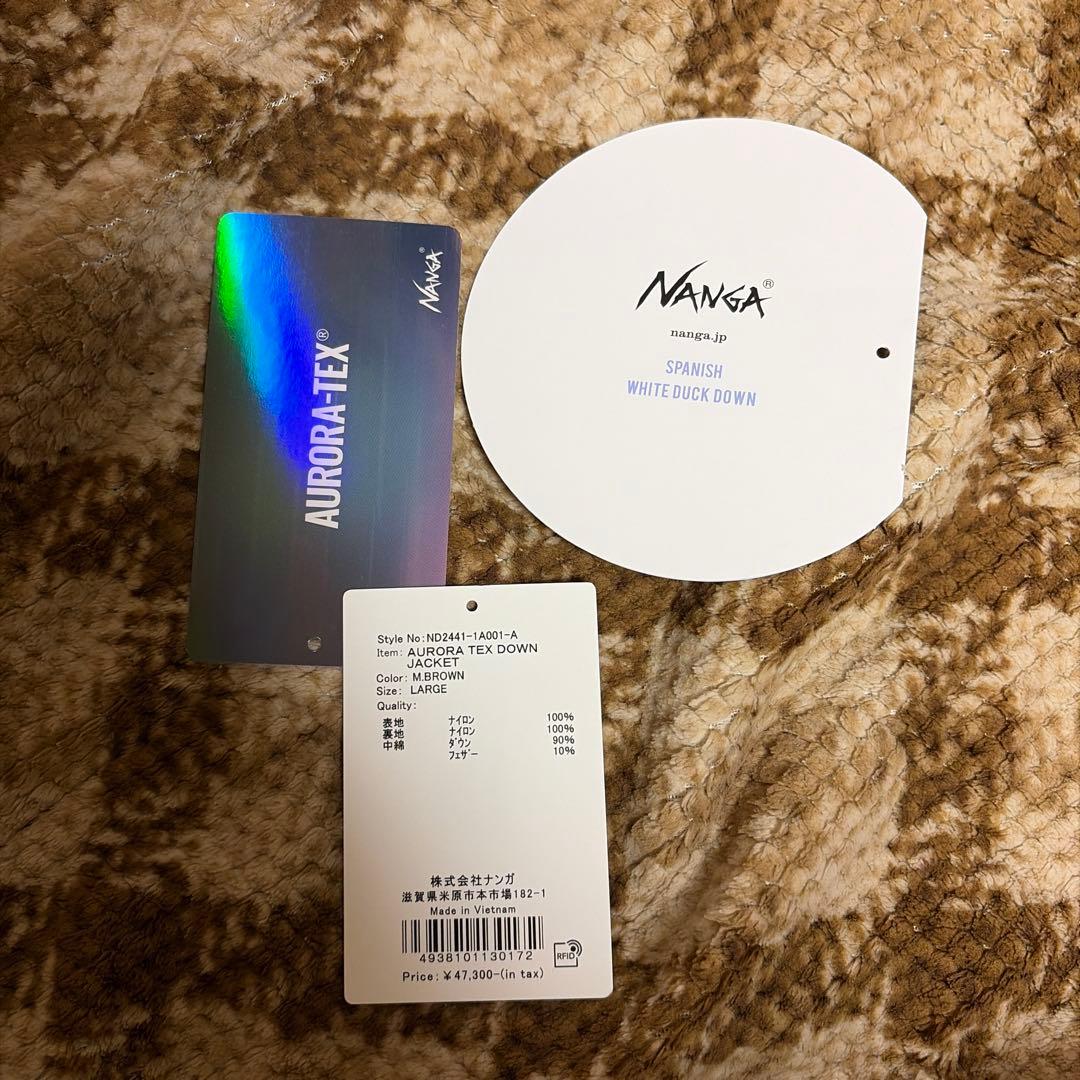 NANGA®
AURORA-TEX®
NANGA®
nanga.jp
SPANISH
WHITE DUCK DOWN
Style No: ND2441-1A001-A
Item: AURORA TEX DOWN
JACKET
Color: M.BROWN
Size: LARGE
Quality:
表地 ナイロン 100%
裏地 ナイロン 100%
中綿 ダウン 90%
フェザー 10%
株式会社ナンガ
滋賀県米原市本市場182-1
Made in Vietnam
4938101130172
RFID
Price: ¥47,300-(in tax)